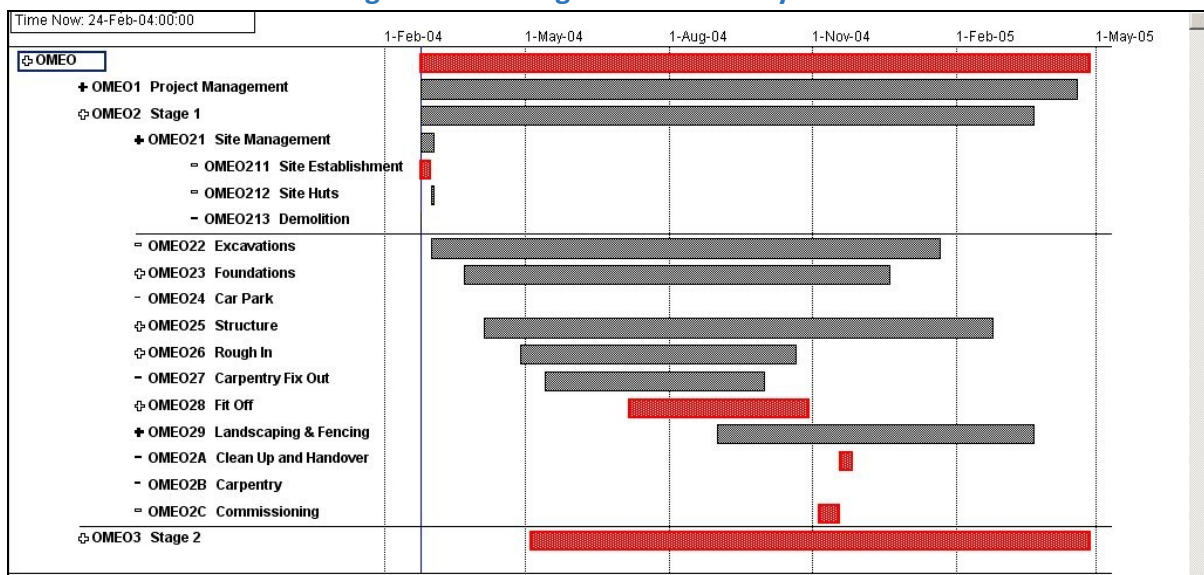 Time Now: 24-Feb-04:00:00
1-Feb-04 1-May-04 1-Aug-04 1-Nov-04 1-Feb-05 1-May-05
OMEO
OMEO1 Project Management
OMEO2 Stage 1
OMEO21 Site Management
OMEO211 Site Establishment
OMEO212 Site Huts
OMEO213 Demolition
OMEO22 Excavations
OMEO23 Foundations
OMEO24 Car Park
OMEO25 Structure
OMEO26 Rough In
OMEO27 Carpentry Fix Out
OMEO28 Fit Off
OMEO29 Landscaping & Fencing
OMEO2A Clean Up and Handover
OMEO2B Carpentry
OMEO2C Commissioning
OMEO3 Stage 2